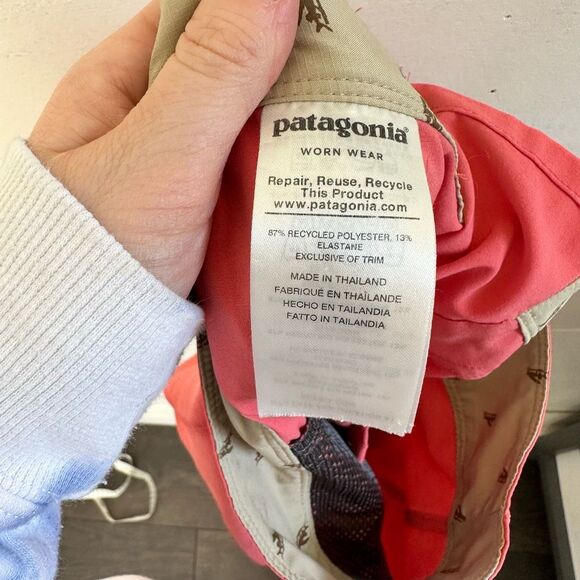 patagonia®
WORN WEAR
Repair, Reuse, Recycle
This Product
www.patagonia.com
87% RECYCLED POLYESTER, 13%
ELASTANE
EXCLUSIVE OF TRIM
MADE IN THAILAND
FABRIQUÉ EN THAÏLANDE
HECHO EN TAILANDIA
FATTO IN TAILANDIA